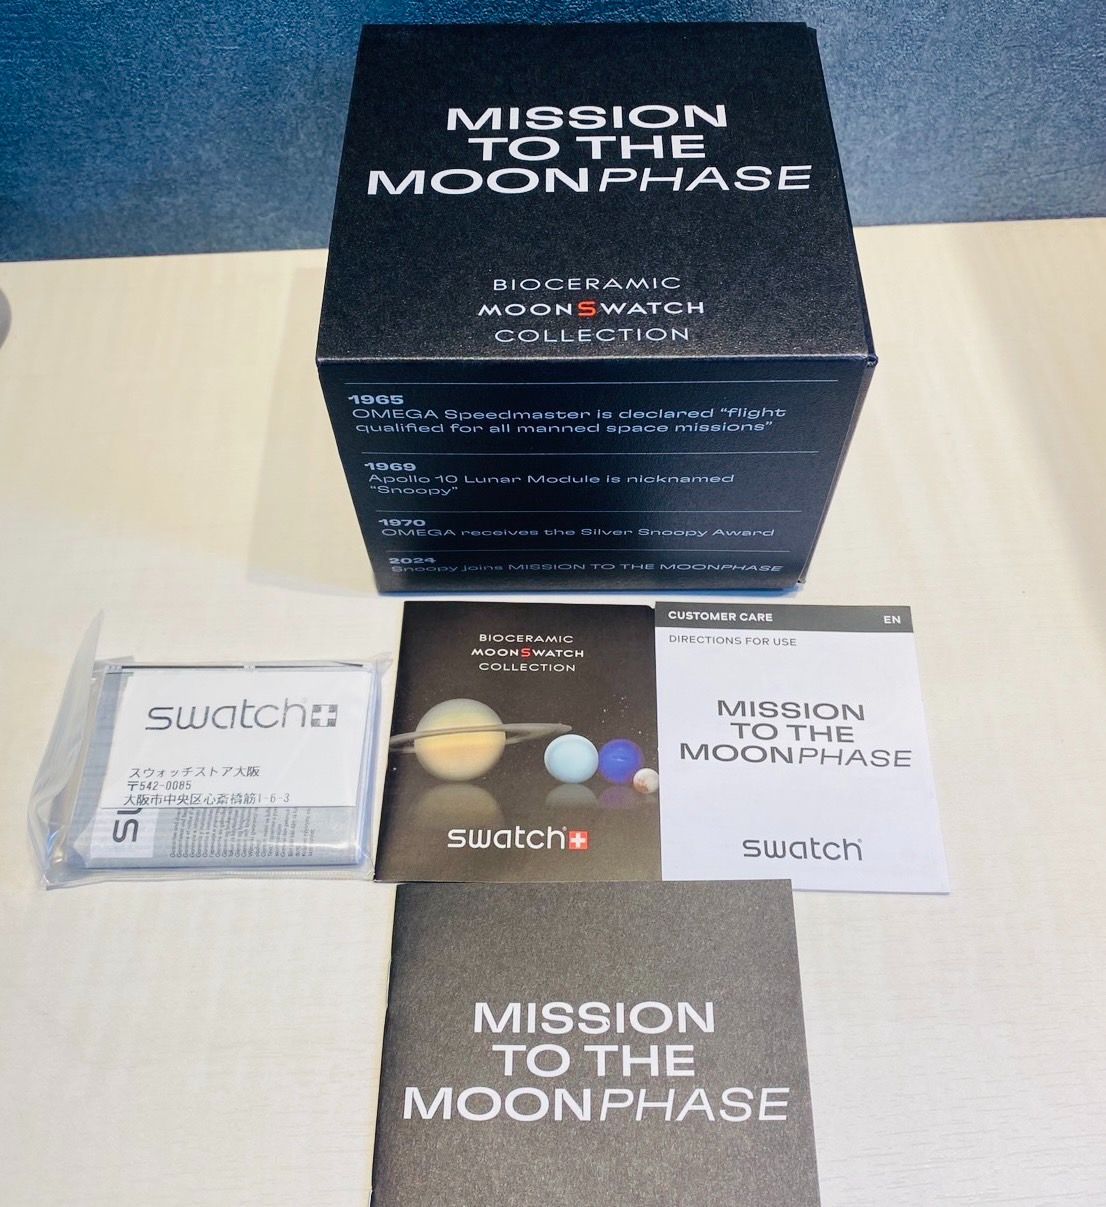 MISSION
TO THE
MOONPHASE
BIOCERAMIC
MOONSWATCH
COLLECTION
1965
OMEGA Speedmaster is declared “flight
qualified for all manned space missions”
1969
Apollo 10 Lunar Module is nicknamed
“Snoopy”
1970
OMEGA receives the Silver Snoopy Award
2024
Snoopy joins MISSION TO THE MOONPHASE
swatch
スウォッチストア大阪
〒542-0085
大阪市中央区心斎橋筋1-6-3
BIOCERAMIC
MOONSWATCH
COLLECTION
swatch
CUSTOMER CARE EN
DIRECTIONS FOR USE
MISSION
TO THE
MOONPHASE
swatch
MISSION
TO THE
MOONPHASE